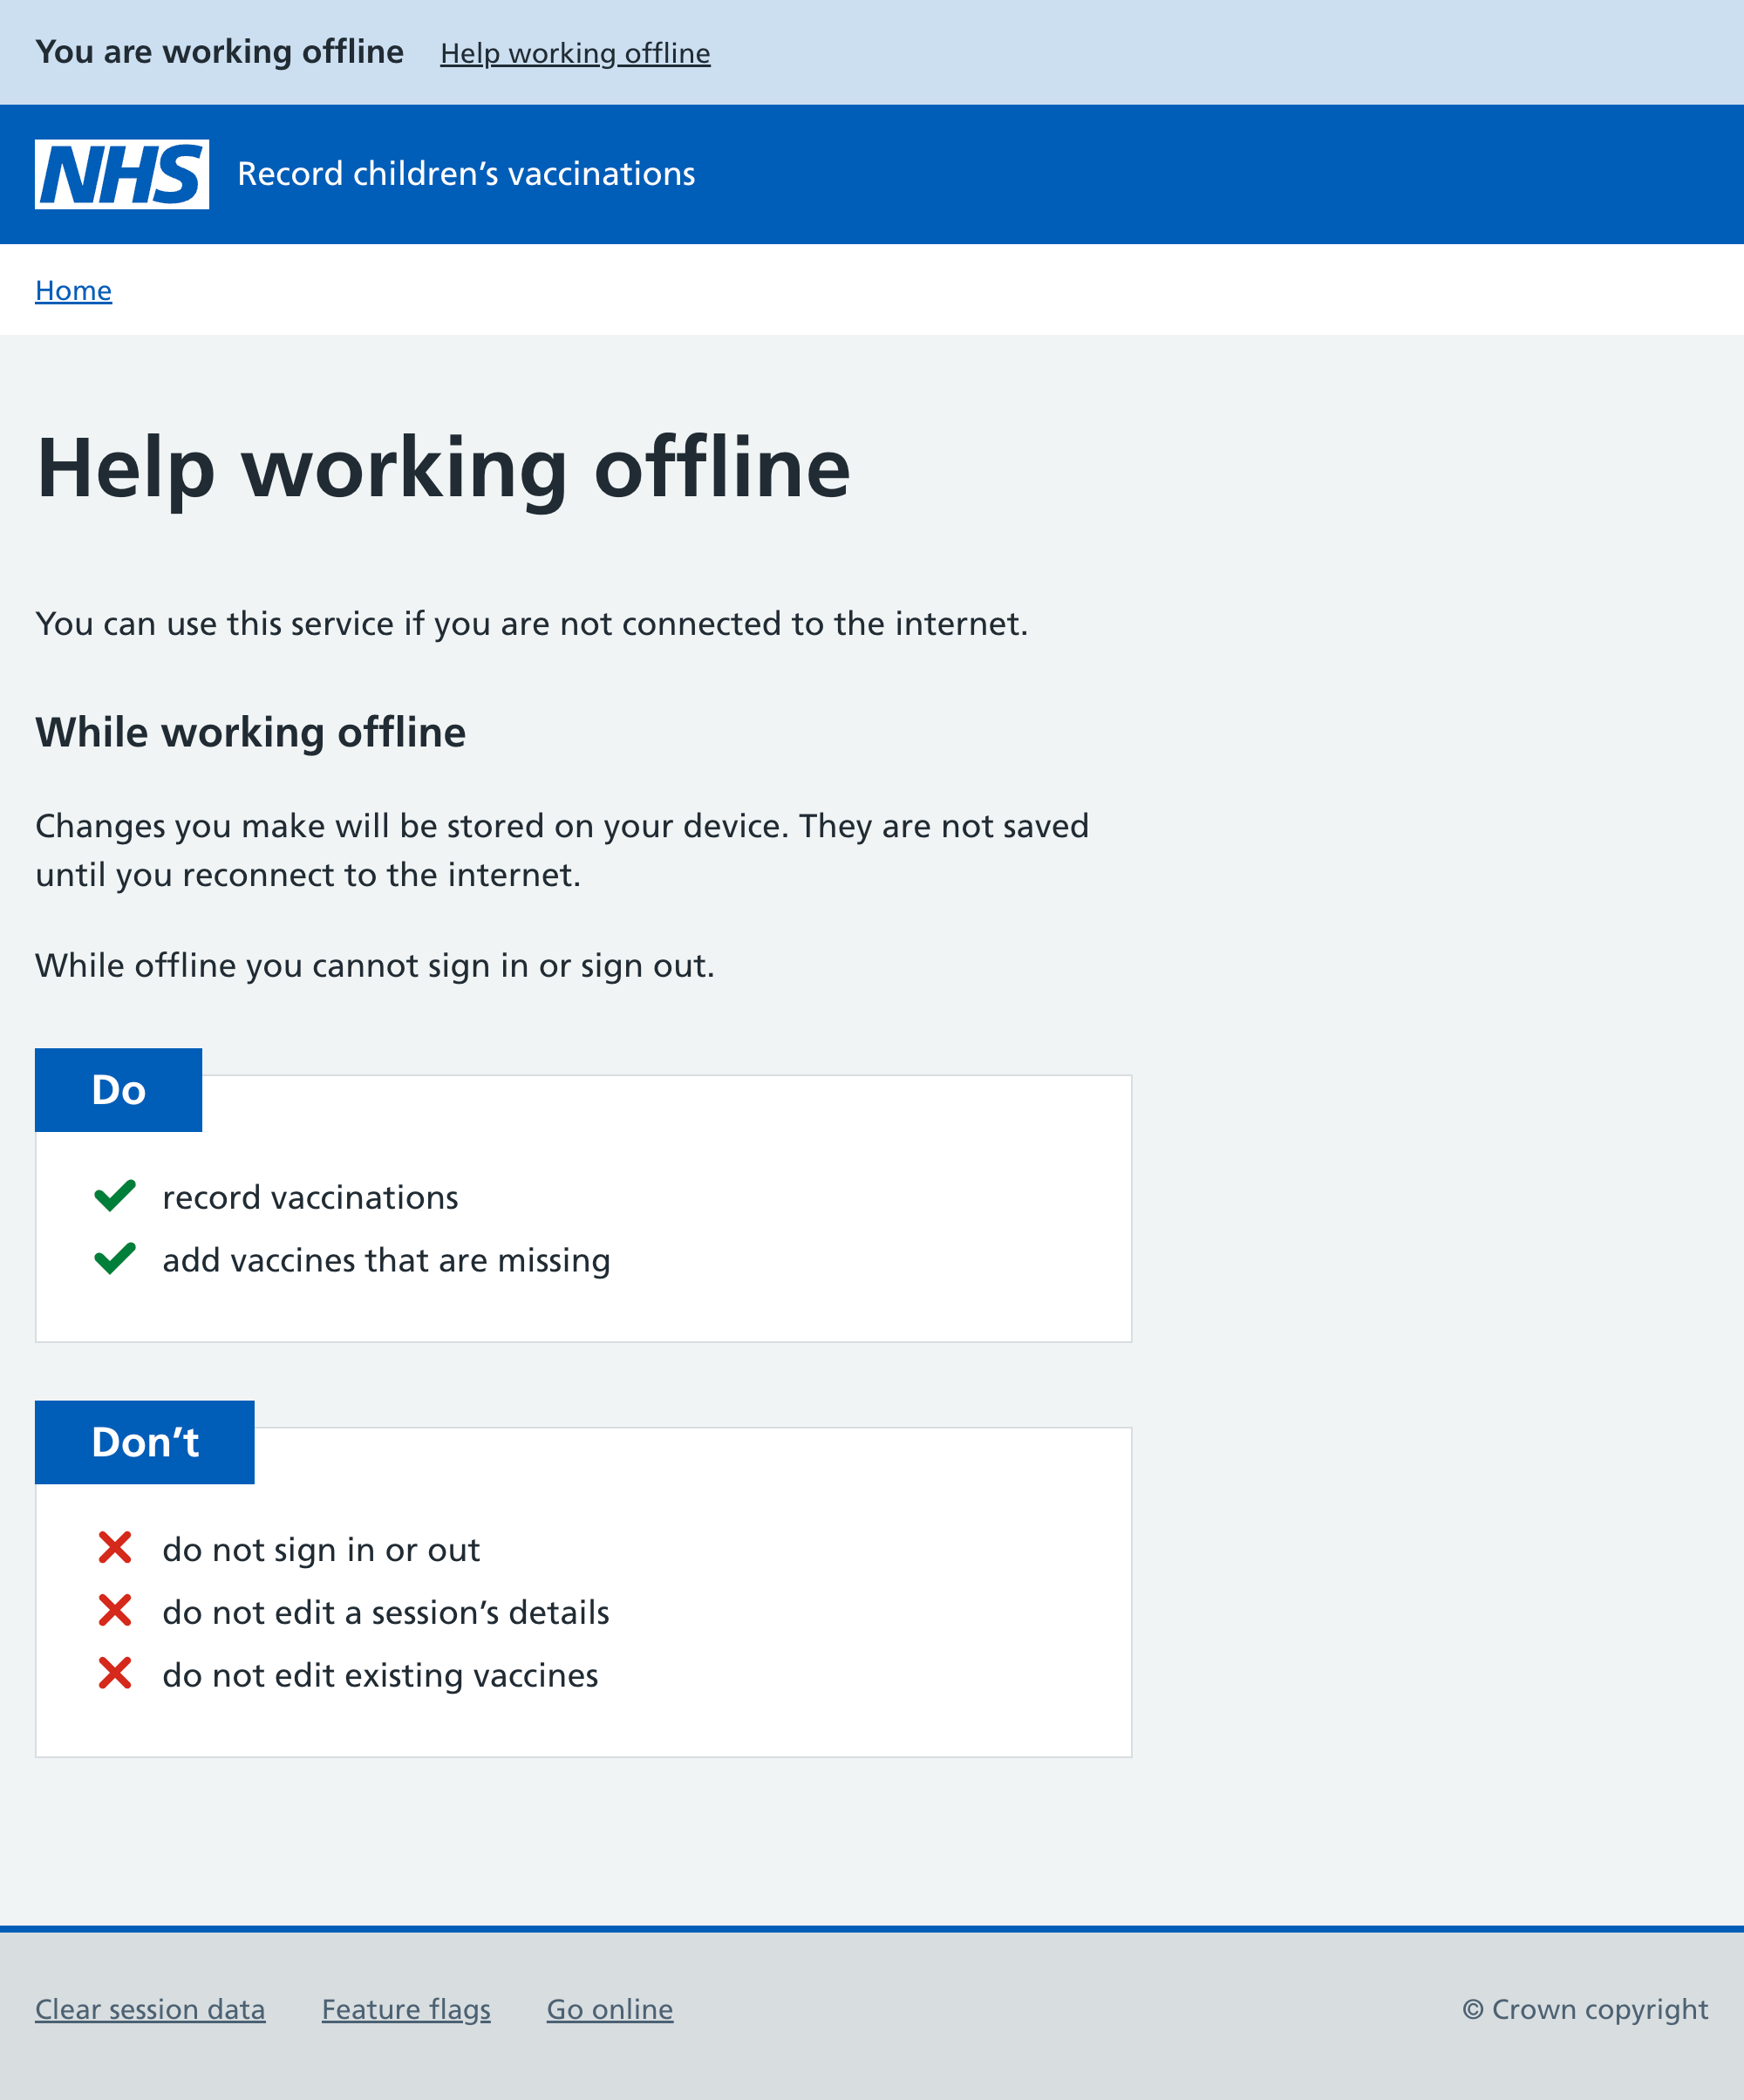 You are working offline Help working offline
NHS Record children’s vaccinations
Home
Help working offline
You can use this service if you are not connected to the internet.
While working offline
Changes you make will be stored on your device. They are not saved
until you reconnect to the internet.
While offline you cannot sign in or sign out.
Do
record vaccinations
add vaccines that are missing
Don’t
do not sign in or out
do not edit a session’s details
do not edit existing vaccines
Clear session data Feature flags Go online © Crown copyright